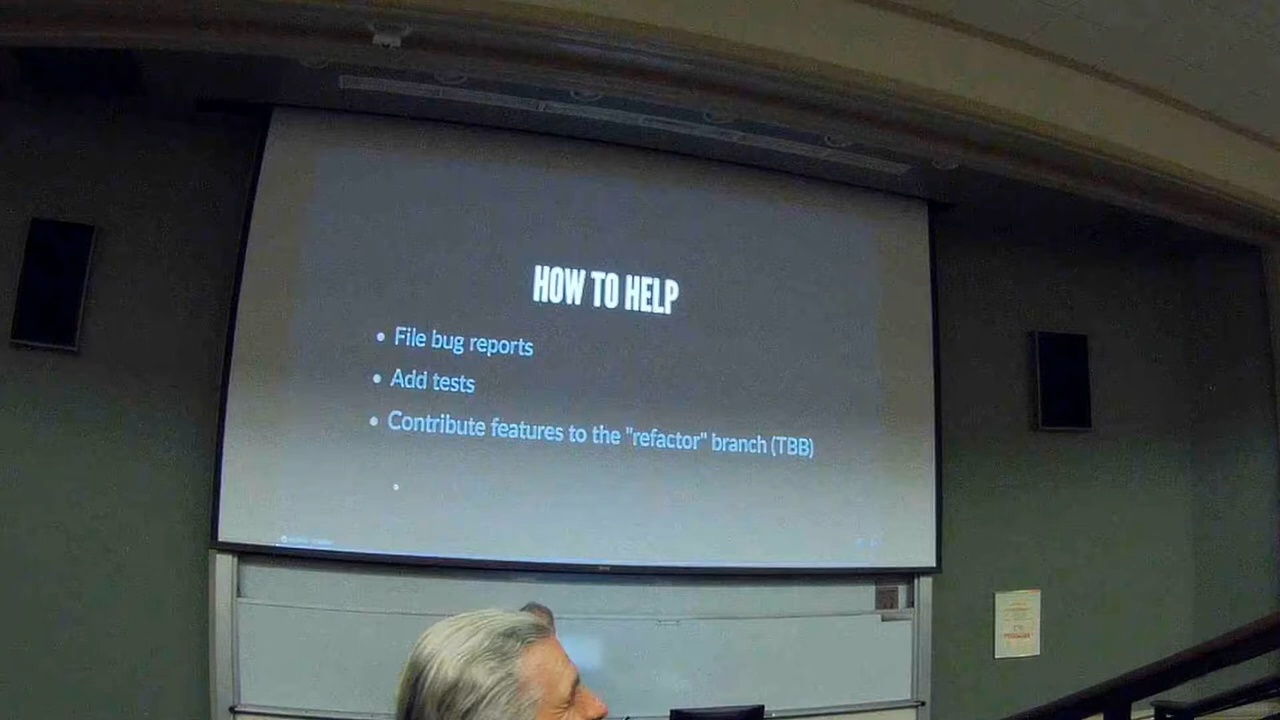 HOW TO HELP
File bug reports
Add tests
Contribute features to the "refactor" branch (TBB)